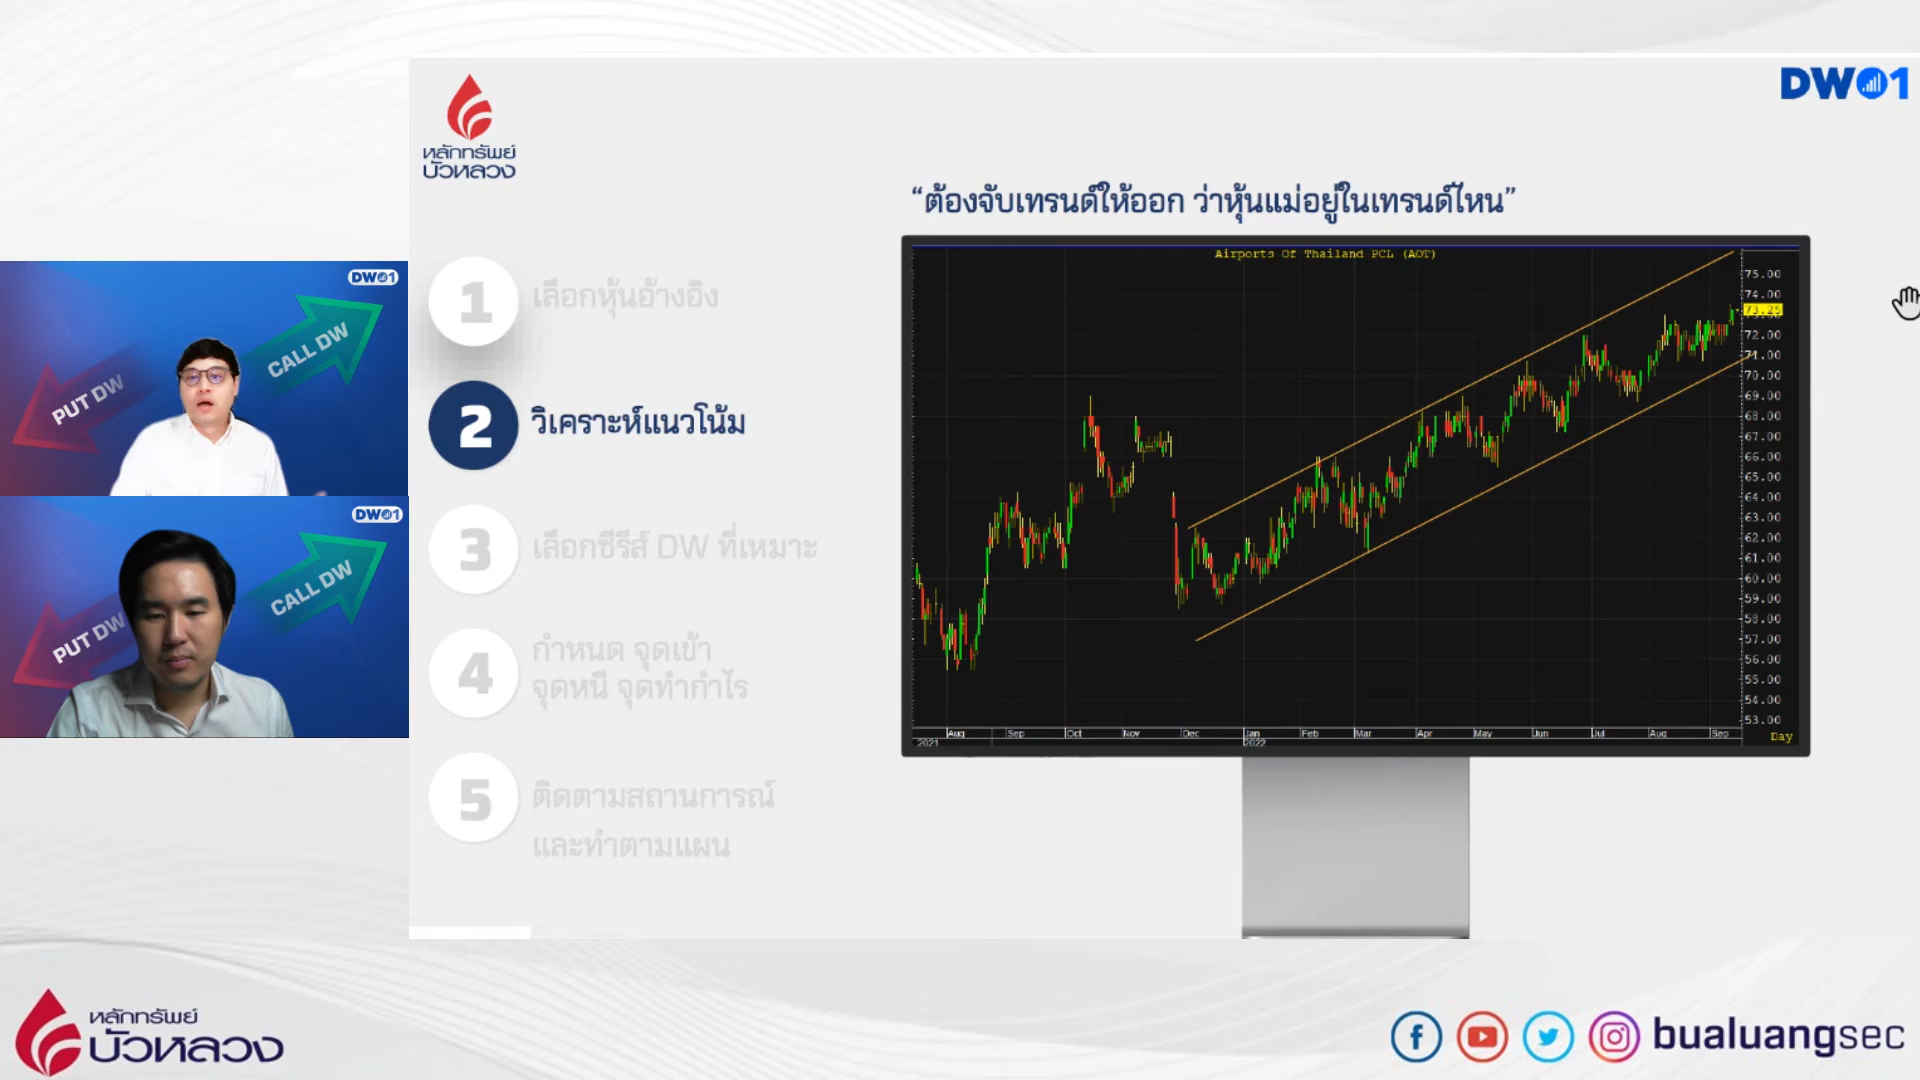 DW01
หลักทรัพย์
บัวหลวง
“ต้องจับเทรนด์ให้ออก ว่าหุ้นแม่อยู่ในเทรนด์ไหน”
1 เลือกหุ้นอ้างอิง
2 วิเคราะห์แนวโน้ม
3 เลือกซีรีส์ DW ที่เหมาะ
4 กำหนด จุดเข้า
จุดหนี จุดทำกำไร
5 ติดตามสถานการณ์
และทำตามแผน
Airports Of Thailand PCL (AOT)
75.00
74.00
73.25
72.00
71.00
70.00
69.00
68.00
67.00
66.00
65.00
64.00
63.00
62.00
61.00
60.00
59.00
58.00
57.00
56.00
55.00
54.00
53.00
Aug Sep Oct Nov Dec Jan Feb Mar Apr May Jun Jul Aug Sep
2021 2022
Day
DW01
PUT DW
CALL DW
DW01
PUT DW
CALL DW
หลักทรัพย์
บัวหลวง
bualuangsec